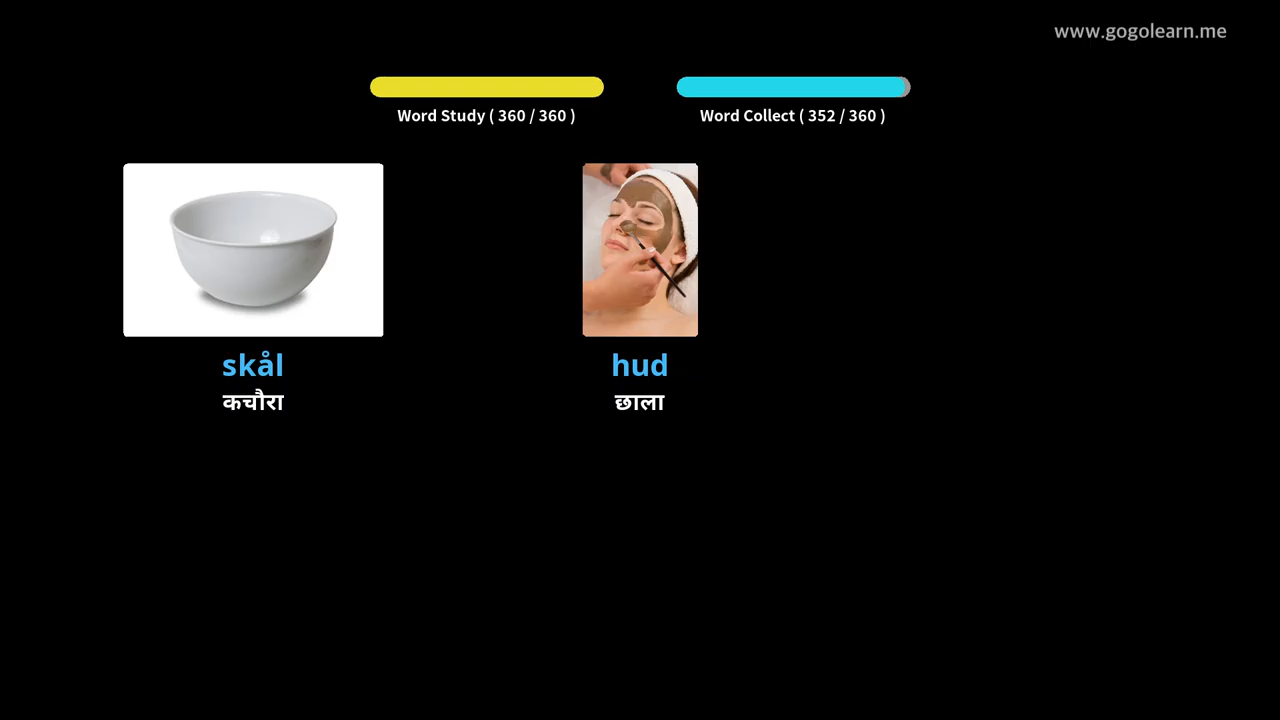 www.gogolearn.me
Word Study ( 360 / 360 )
Word Collect ( 352 / 360 )
skål
कचौरा
hud
छाला